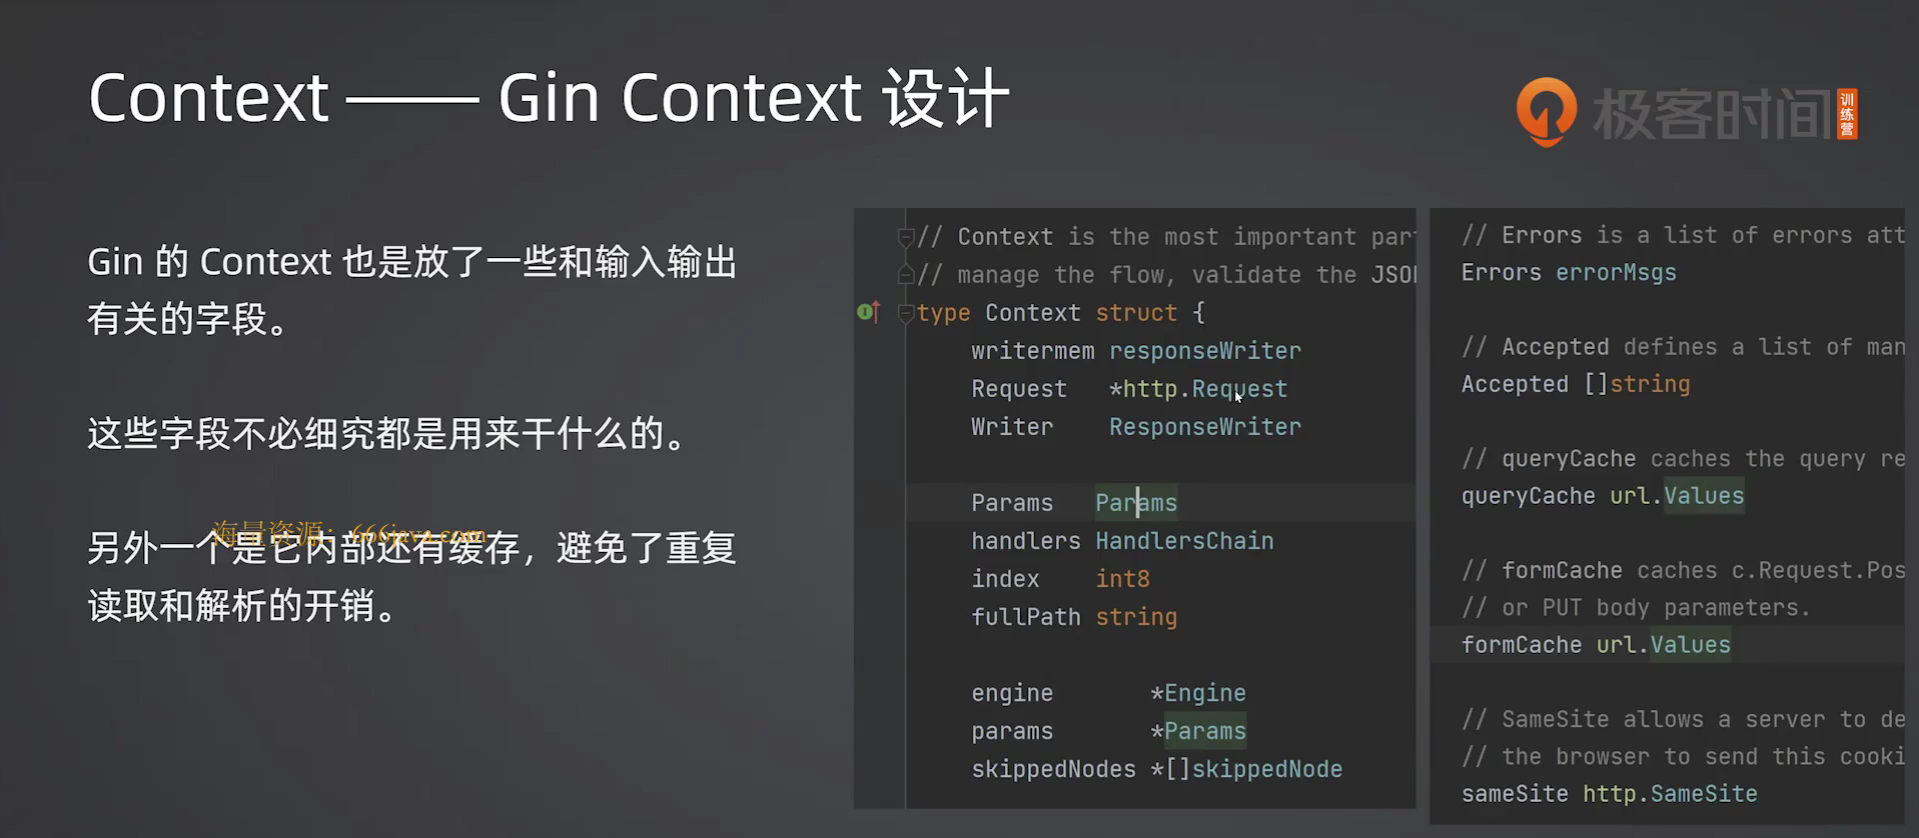 Context —— Gin Context 设计
极客时间
训练营
Gin 的 Context 也是放了一些和输入输出
有关的字段。
这些字段不必细究都是用来干什么的。
海量资源：666java.com
另外一个是它内部还有缓存，避免了重复
读取和解析的开销。
// Context is the most important par
// manage the flow, validate the JSO
type Context struct {
writermem responseWriter
Request *http.Request
Writer ResponseWriter
Params Params
handlers HandlersChain
index int8
fullPath string
engine *Engine
params *Params
skippedNodes *[]skippedNode
// Errors is a list of errors att
Errors errorMsgs
// Accepted defines a list of man
Accepted []string
// queryCache caches the query re
queryCache url.Values
// formCache caches c.Request.Pos
// or PUT body parameters.
formCache url.Values
// SameSite allows a server to de
// the browser to send this cooki
sameSite http.SameSite